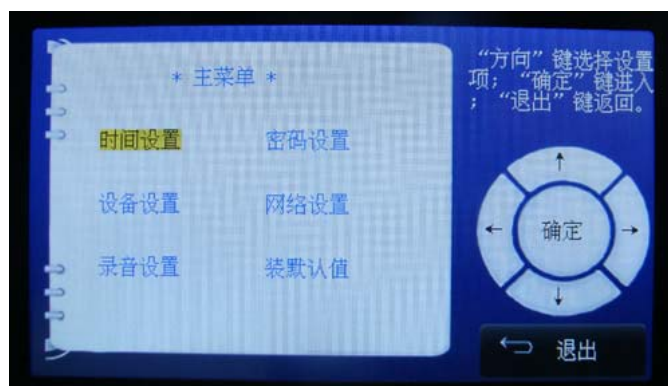 * 主菜单 *
时间设置 密码设置
设备设置 网络设置
录音设置 装默认值
“方向”键选择设置
项；“确定”键进入
；“退出”键返回。
↑
← 确定 →
↓
退出